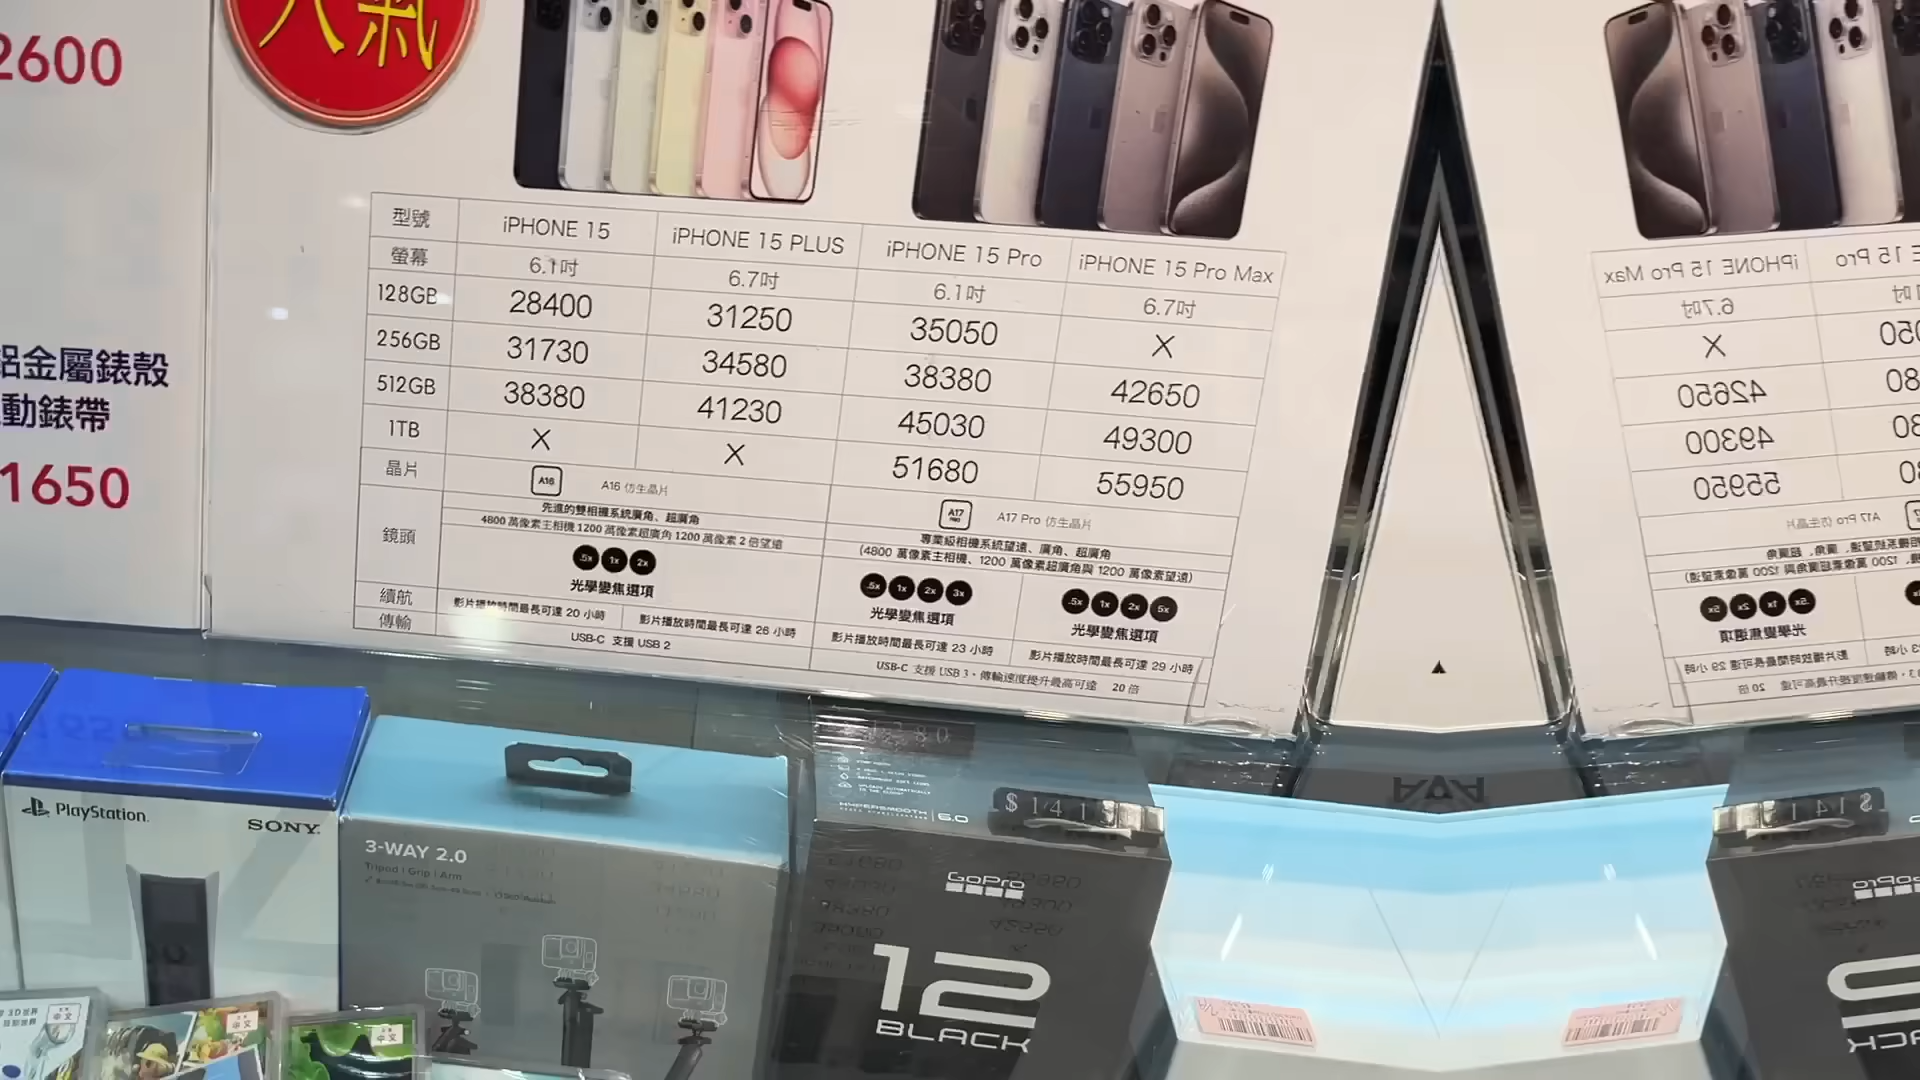 2600
人氣
鋁金屬錶殼
動錶帶
1650
型號 iPHONE 15 iPHONE 15 PLUS iPHONE 15 Pro iPHONE 15 Pro Max
螢幕 6.1吋 6.7吋 6.1吋 6.7吋
128GB 28400 31250 35050 X
256GB 31730 34580 38380 42650
512GB 38380 41230 45030 49300
1TB X X 51680 55950
晶片 A16 A16 仿生晶片 A17 PRO A17 Pro 仿生晶片
鏡頭
先進的雙相機系統廣角、超廣角
4800 萬像素主相機 1200 萬像素超廣角 1200 萬像素 2 倍望遠
.5x 1x 2x
光學變焦選項
專業級相機系統望遠、廣角、超廣角
(4800 萬像素主相機、1200 萬像素超廣角與 1200 萬像素望遠)
.5x 1x 2x 3x
光學變焦選項
.5x 1x 2x 5x
光學變焦選項
續航 影片播放時間最長可達 20 小時 影片播放時間最長可達 26 小時 影片播放時間最長可達 23 小時 影片播放時間最長可達 29 小時
傳輸 USB-C 支援 USB 2 USB-C 支援 USB 3，傳輸速度提升最高可達 20 倍
PlayStation
SONY
3-WAY 2.0
Tripod | Grip | Arm
HYPERSMOOTH 6.0
GoPro
12
BLACK
中文
中文
中文